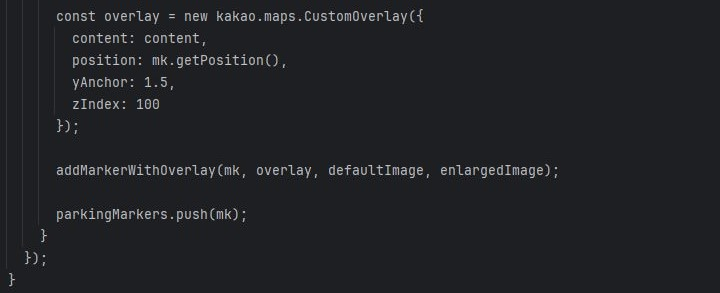 const overlay = new kakao.maps.CustomOverlay({
content: content,
position: mk.getPosition(),
yAnchor: 1.5,
zIndex: 100
});
addMarkerWithOverlay(mk, overlay, defaultImage, enlargedImage);
parkingMarkers.push(mk);
}
});
}